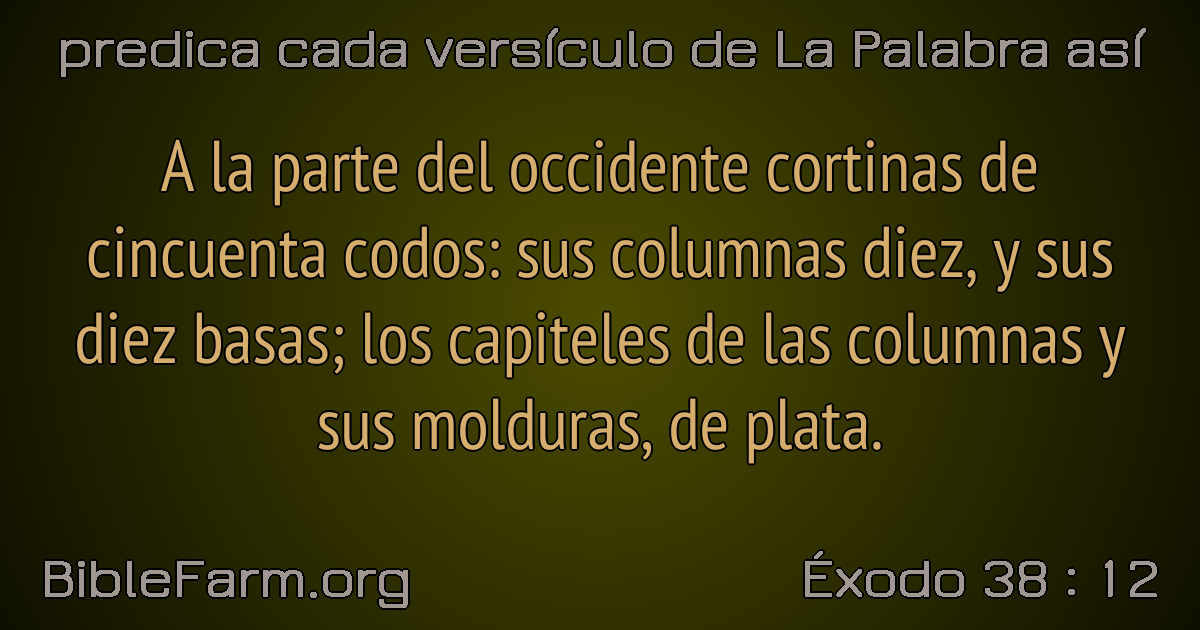 predica cada versículo de La Palabra así
A la parte del occidente cortinas de
cincuenta codos: sus columnas diez, y sus
diez basas; los capiteles de las columnas y
sus molduras, de plata.
BibleFarm.org
Éxodo 38 : 12